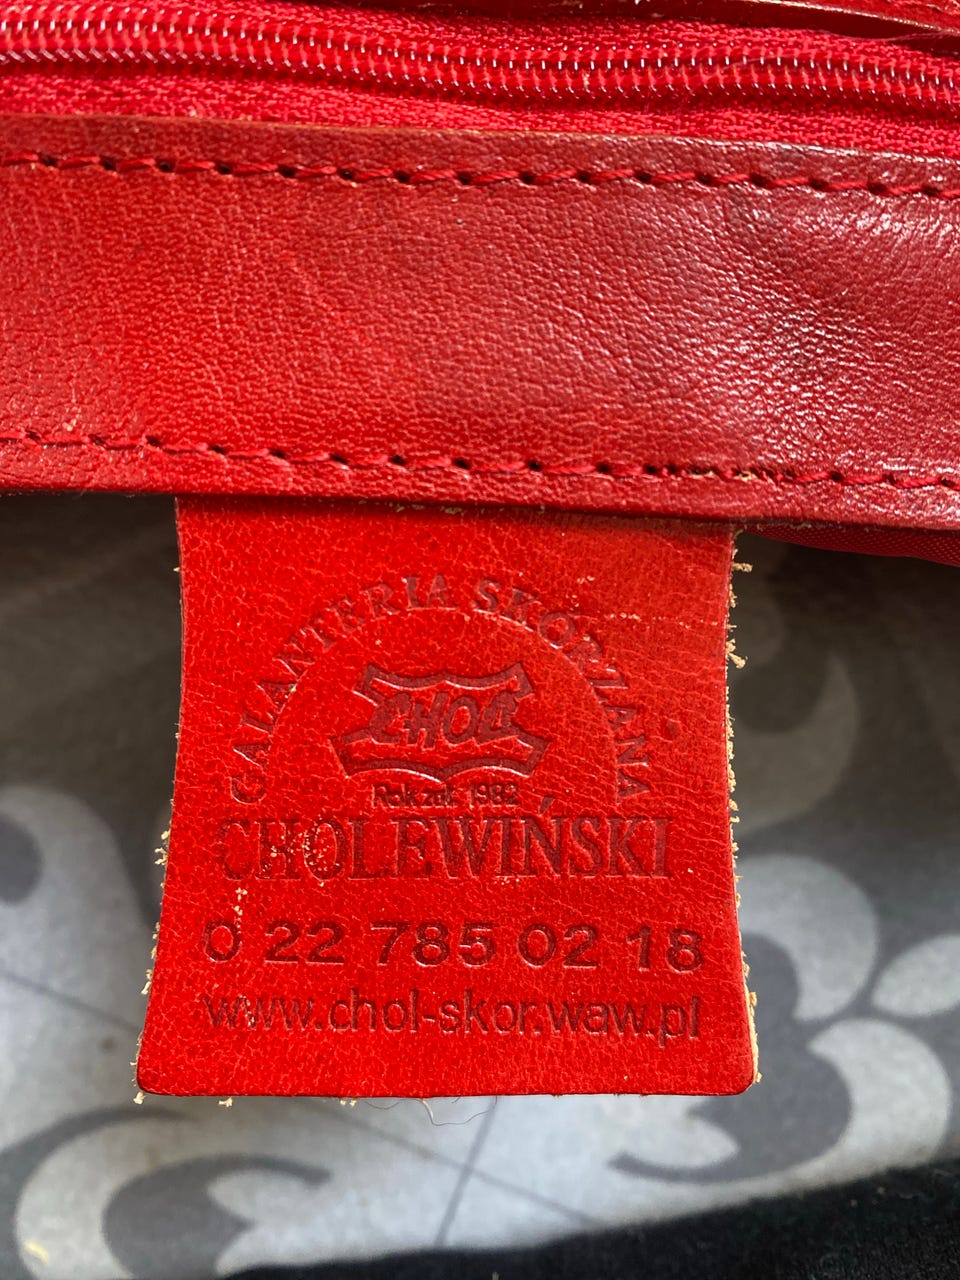 GALANTERIA SKÓRZANA
CHOL
Rok zał. 1982
CHOLEWIŃSKI
0 22 785 02 18
www.chol-skor.waw.pl